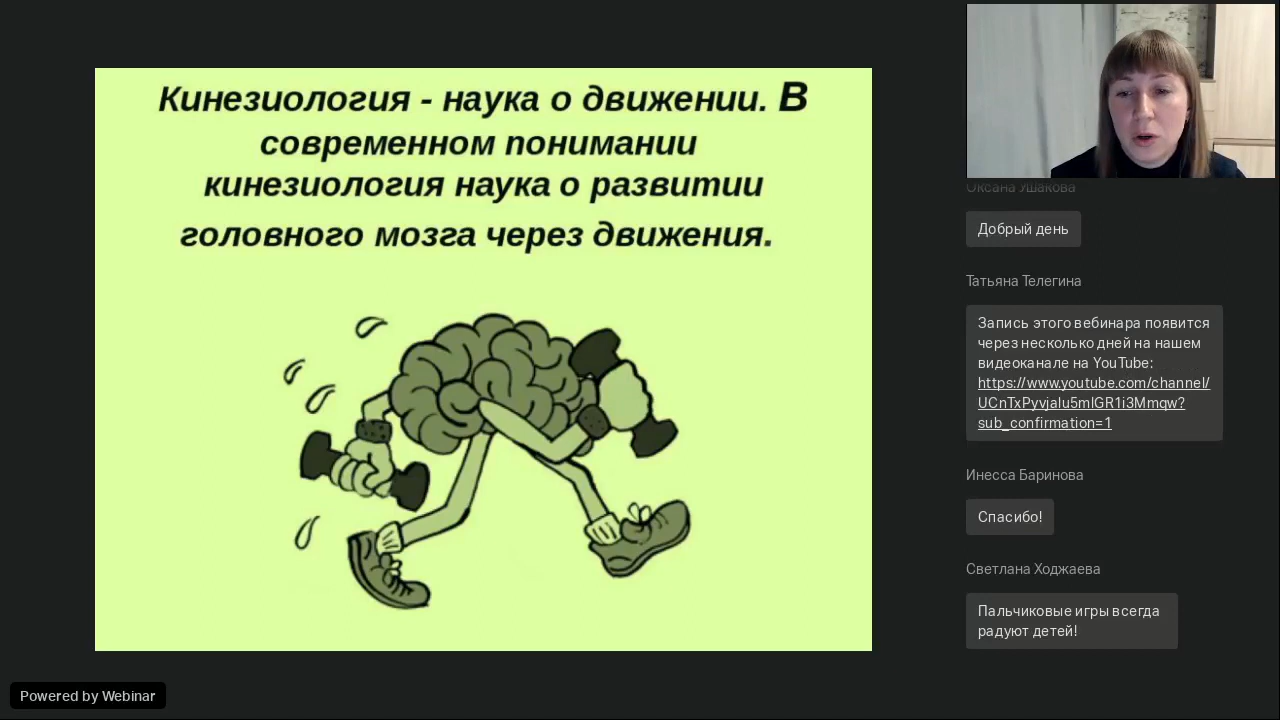 Кинезиология - наука о движении. В
современном понимании
кинезиология наука о развитии
головного мозга через движения.
Оксана Ушакова
Добрый день
Татьяна Телегина
Запись этого вебинара появится
через несколько дней на нашем
видеоканале на YouTube:
https://www.youtube.com/channel/
UCnTxPyvjalu5mlGR1i3Mmqw?
sub_confirmation=1
Инесса Баринова
Спасибо!
Светлана Ходжаева
Пальчиковые игры всегда
радуют детей!
Powered by Webinar